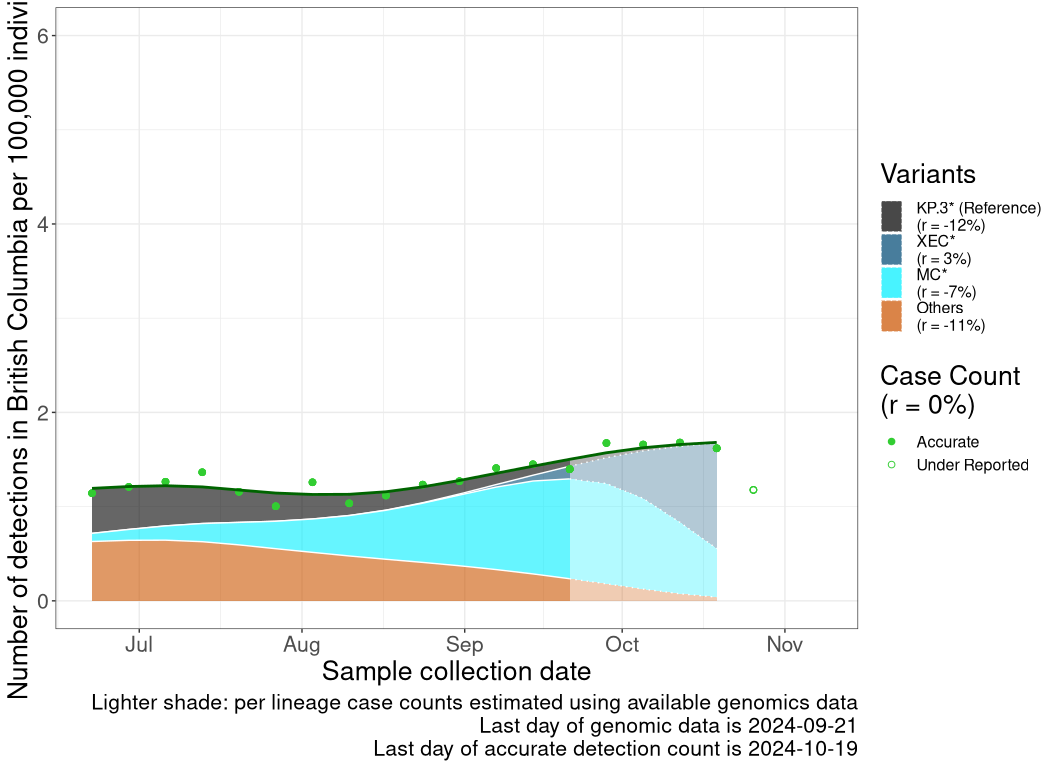 Number of detections in British Columbia per 100,000
6
4
2
0
Jul Aug Sep Oct Nov
Sample collection date
Lighter shade: per lineage case counts estimated using available genomics data
Last day of genomic data is 2024-09-21
Last day of accurate detection count is 2024-10-19
Variants
KP.3* (Reference)
(r = -12%)
XEC*
(r = 3%)
MC*
(r = -7%)
Others
(r = -11%)
Case Count
(r = 0%)
Accurate
Under Reported